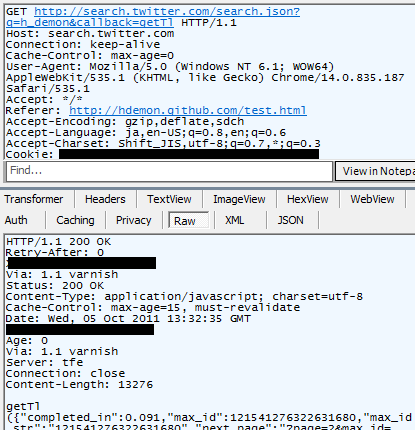 GET http://search.twitter.com/search.json?
q=h_demon&callback=getTl HTTP/1.1
Host: search.twitter.com
Connection: keep-alive
Cache-Control: max-age=0
User-Agent: Mozilla/5.0 (Windows NT 6.1; WOW64)
AppleWebKit/535.1 (KHTML, like Gecko) Chrome/14.0.835.187
Safari/535.1
Accept: */*
Referer: http://hdemon.github.com/test.html
Accept-Encoding: gzip,deflate,sdch
Accept-Language: ja,en-US;q=0.8,en;q=0.6
Accept-Charset: Shift_JIS,utf-8;q=0.7,*;q=0.3
Cookie:
Find... View in Notepa
Transformer Headers TextView ImageView HexView WebView
Auth Caching Privacy Raw XML JSON
HTTP/1.1 200 OK
Retry-After: 0
Via: 1.1 varnish
Status: 200 OK
Content-Type: application/javascript; charset=utf-8
Cache-Control: max-age=15, must-revalidate
Date: Wed, 05 Oct 2011 13:32:35 GMT
Age: 0
Via: 1.1 varnish
Server: tfe
Connection: close
Content-Length: 13276
getTl
({"completed_in":0.091,"max_id":121541276322631680,"max_id
_str":"121541276322631680","next_page":"?page=2&max_id=